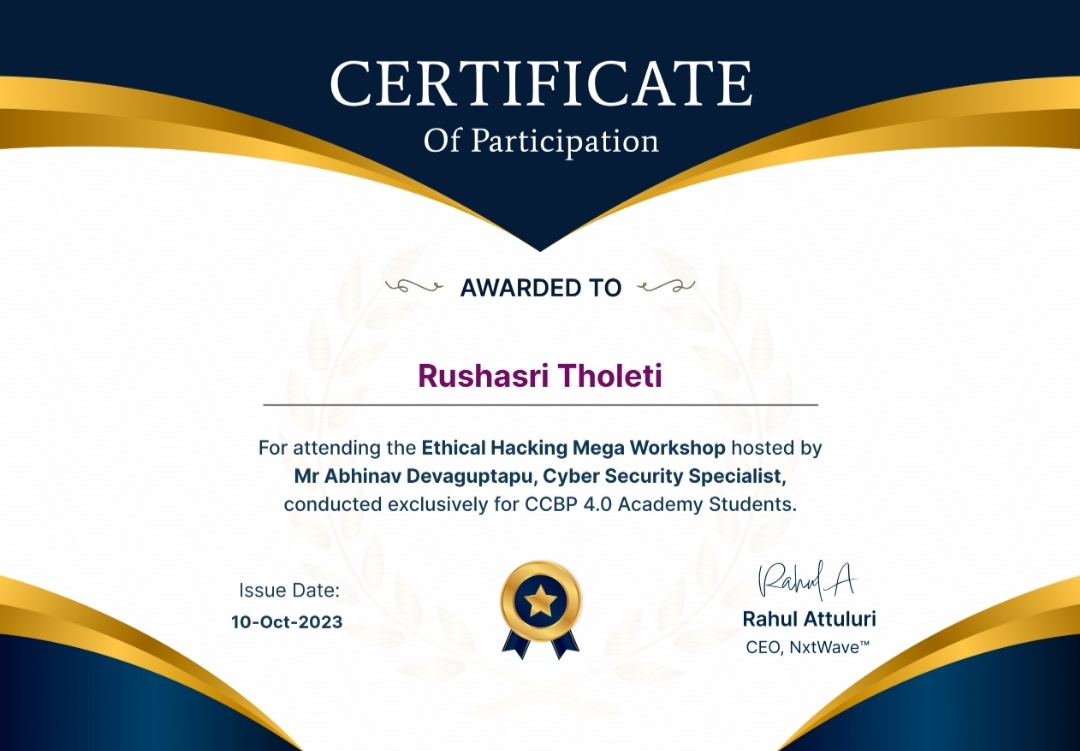 CERTIFICATE
Of Participation
AWARDED TO
Rushasri Tholeti
For attending the Ethical Hacking Mega Workshop hosted by
Mr Abhinav Devaguptapu, Cyber Security Specialist,
conducted exclusively for CCBP 4.0 Academy Students.
Issue Date:
10-Oct-2023
Rahul A
Rahul Attuluri
CEO, NxtWave™